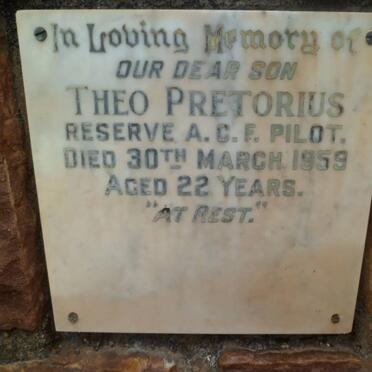 In Loving Memory of
OUR DEAR SON
THEO PRETORIUS
RESERVE A.C.F. PILOT.
DIED 30TH MARCH 1959
AGED 22 YEARS.
"AT REST."